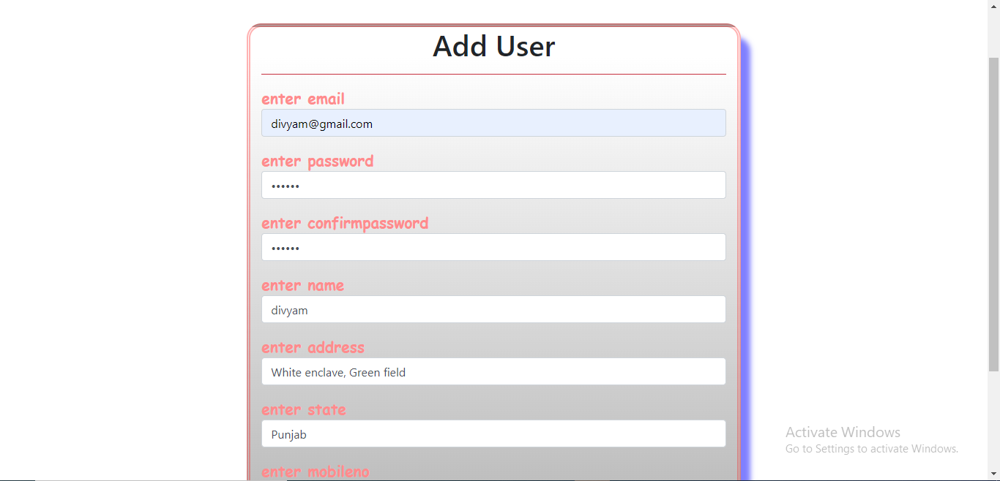 Add User
enter email
divyam@gmail.com
enter password
••••••
enter confirmpassword
••••••
enter name
divyam
enter address
White enclave, Green field
enter state
Punjab
enter mobileno
Activate Windows
Go to Settings to activate Windows.